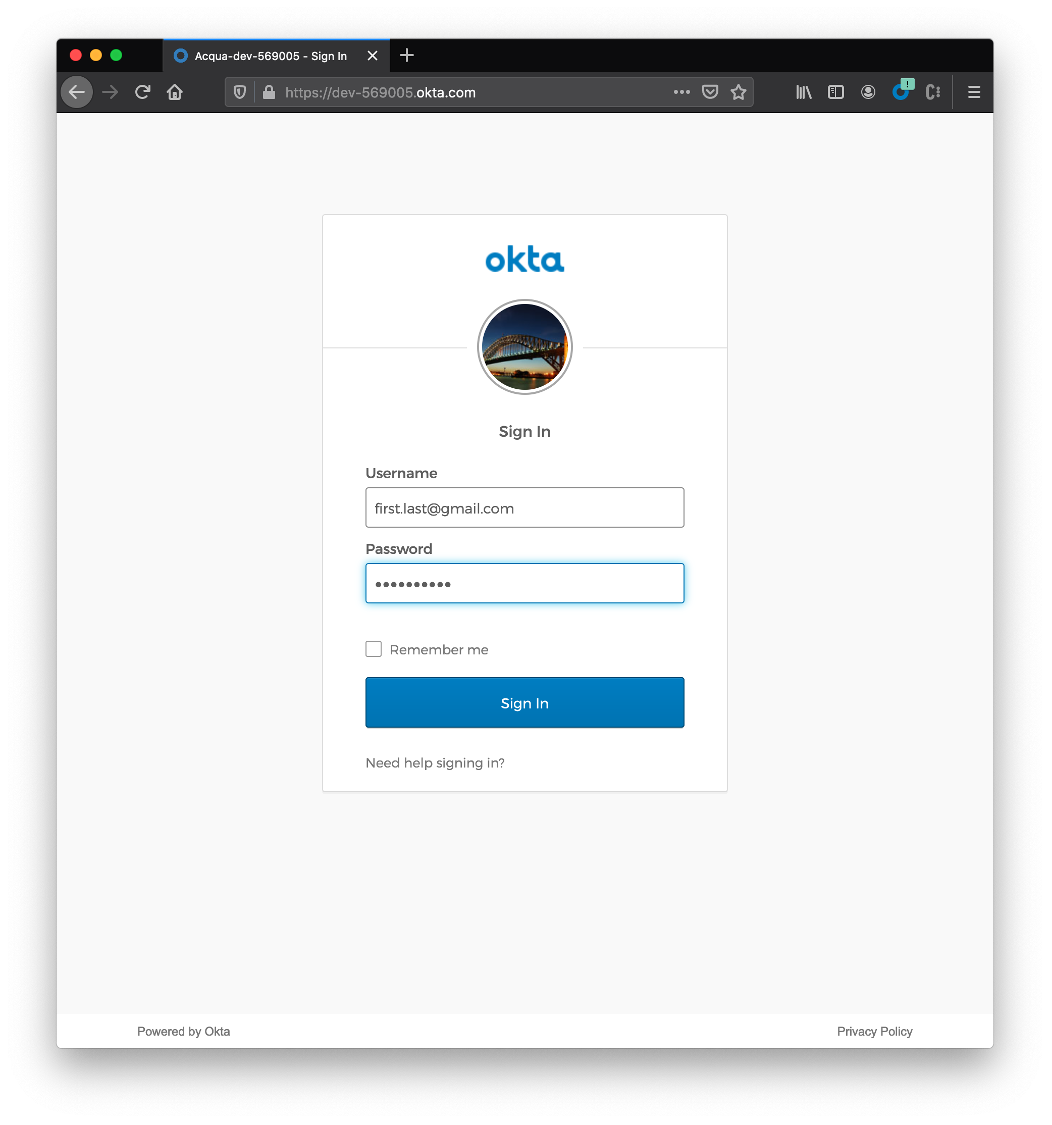 Acqua-dev-569005 - Sign In
https://dev-569005.okta.com
okta
Sign In
Username
first.last@gmail.com
Password
••••••••••
Remember me
Sign In
Need help signing in?
Powered by Okta
Privacy Policy